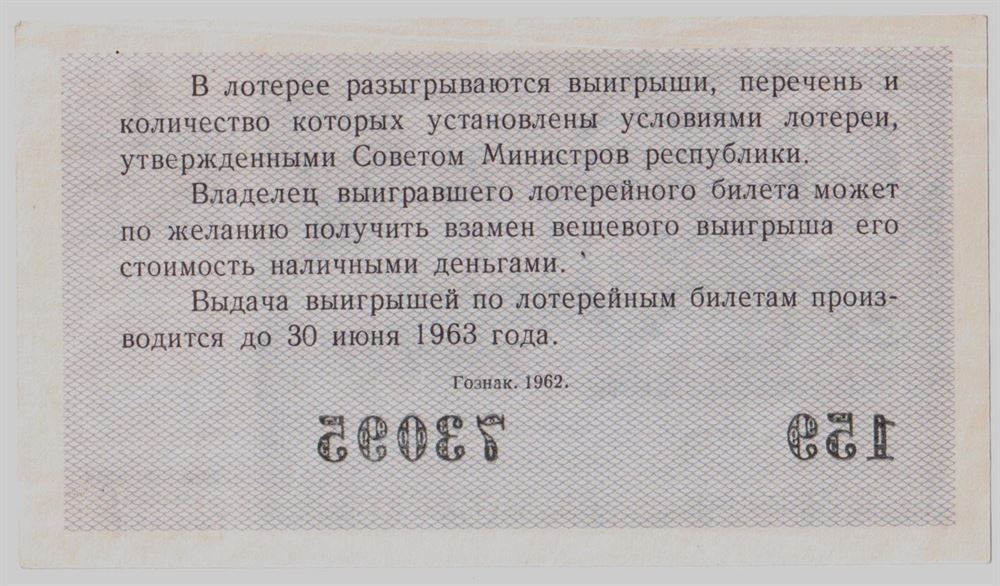 В лотерее разыгрываются выигрыши, перечень и
количество которых установлены условиями лотереи,
утвержденными Советом Министров республики.
Владелец выигравшего лотерейного билета может
по желанию получить взамен вещевого выигрыша его
стоимость наличными деньгами.
Выдача выигрышей по лотерейным билетам произ-
водится до 30 июня 1963 года.
Гознак. 1962.
73095 159